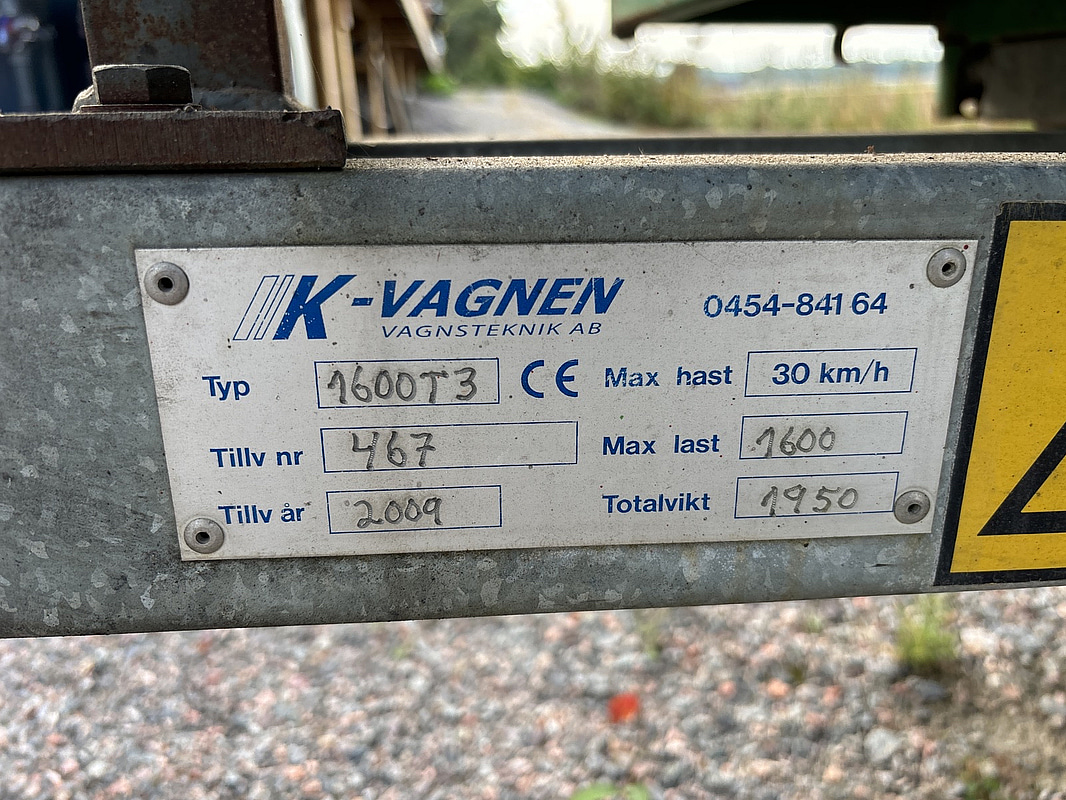 K-VAGNEN 0454-841 64
VAGNSTEKNIK AB
Typ 1600T3 CE Max hast 30 km/h
Tillv nr 467 Max last 1600
Tillv år 2009 Totalvikt 1950